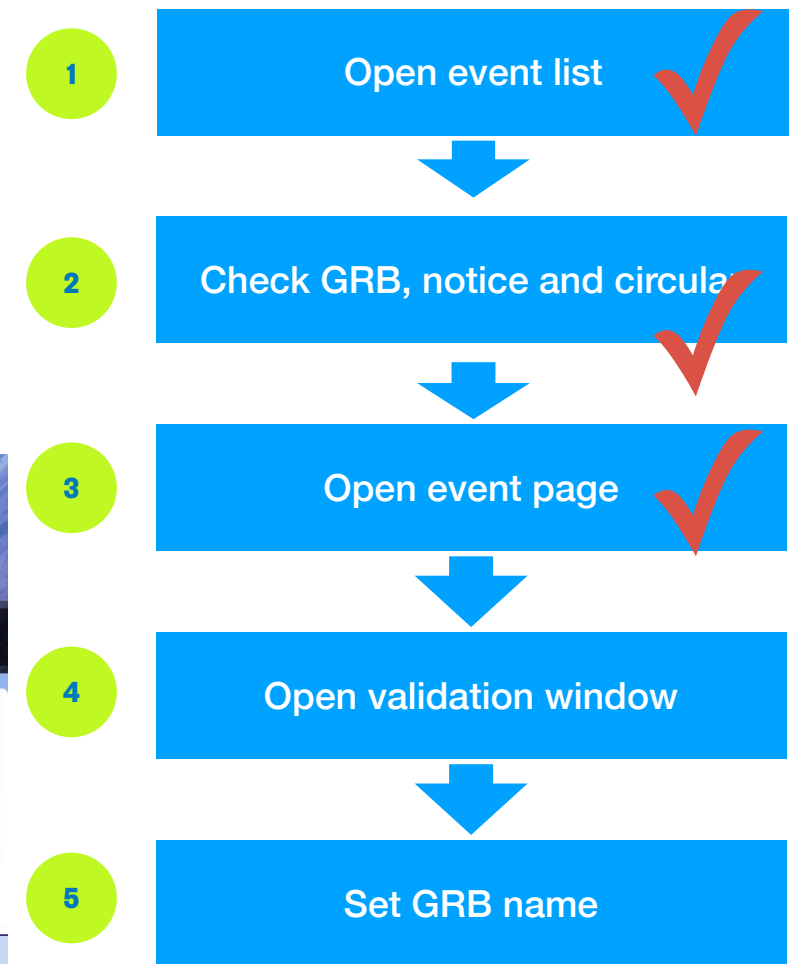 1
Open event list
2
Check GRB, notice and circular
3
Open event page
4
Open validation window
5
Set GRB name